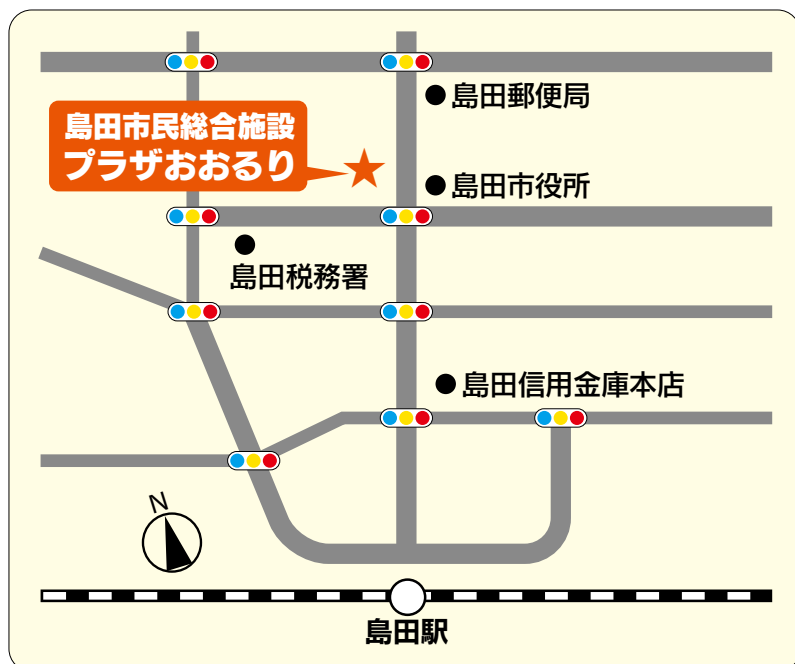 島田郵便局
島田市民総合施設
プラザおおるり
島田市役所
島田税務署
島田信用金庫本店
N
島田駅